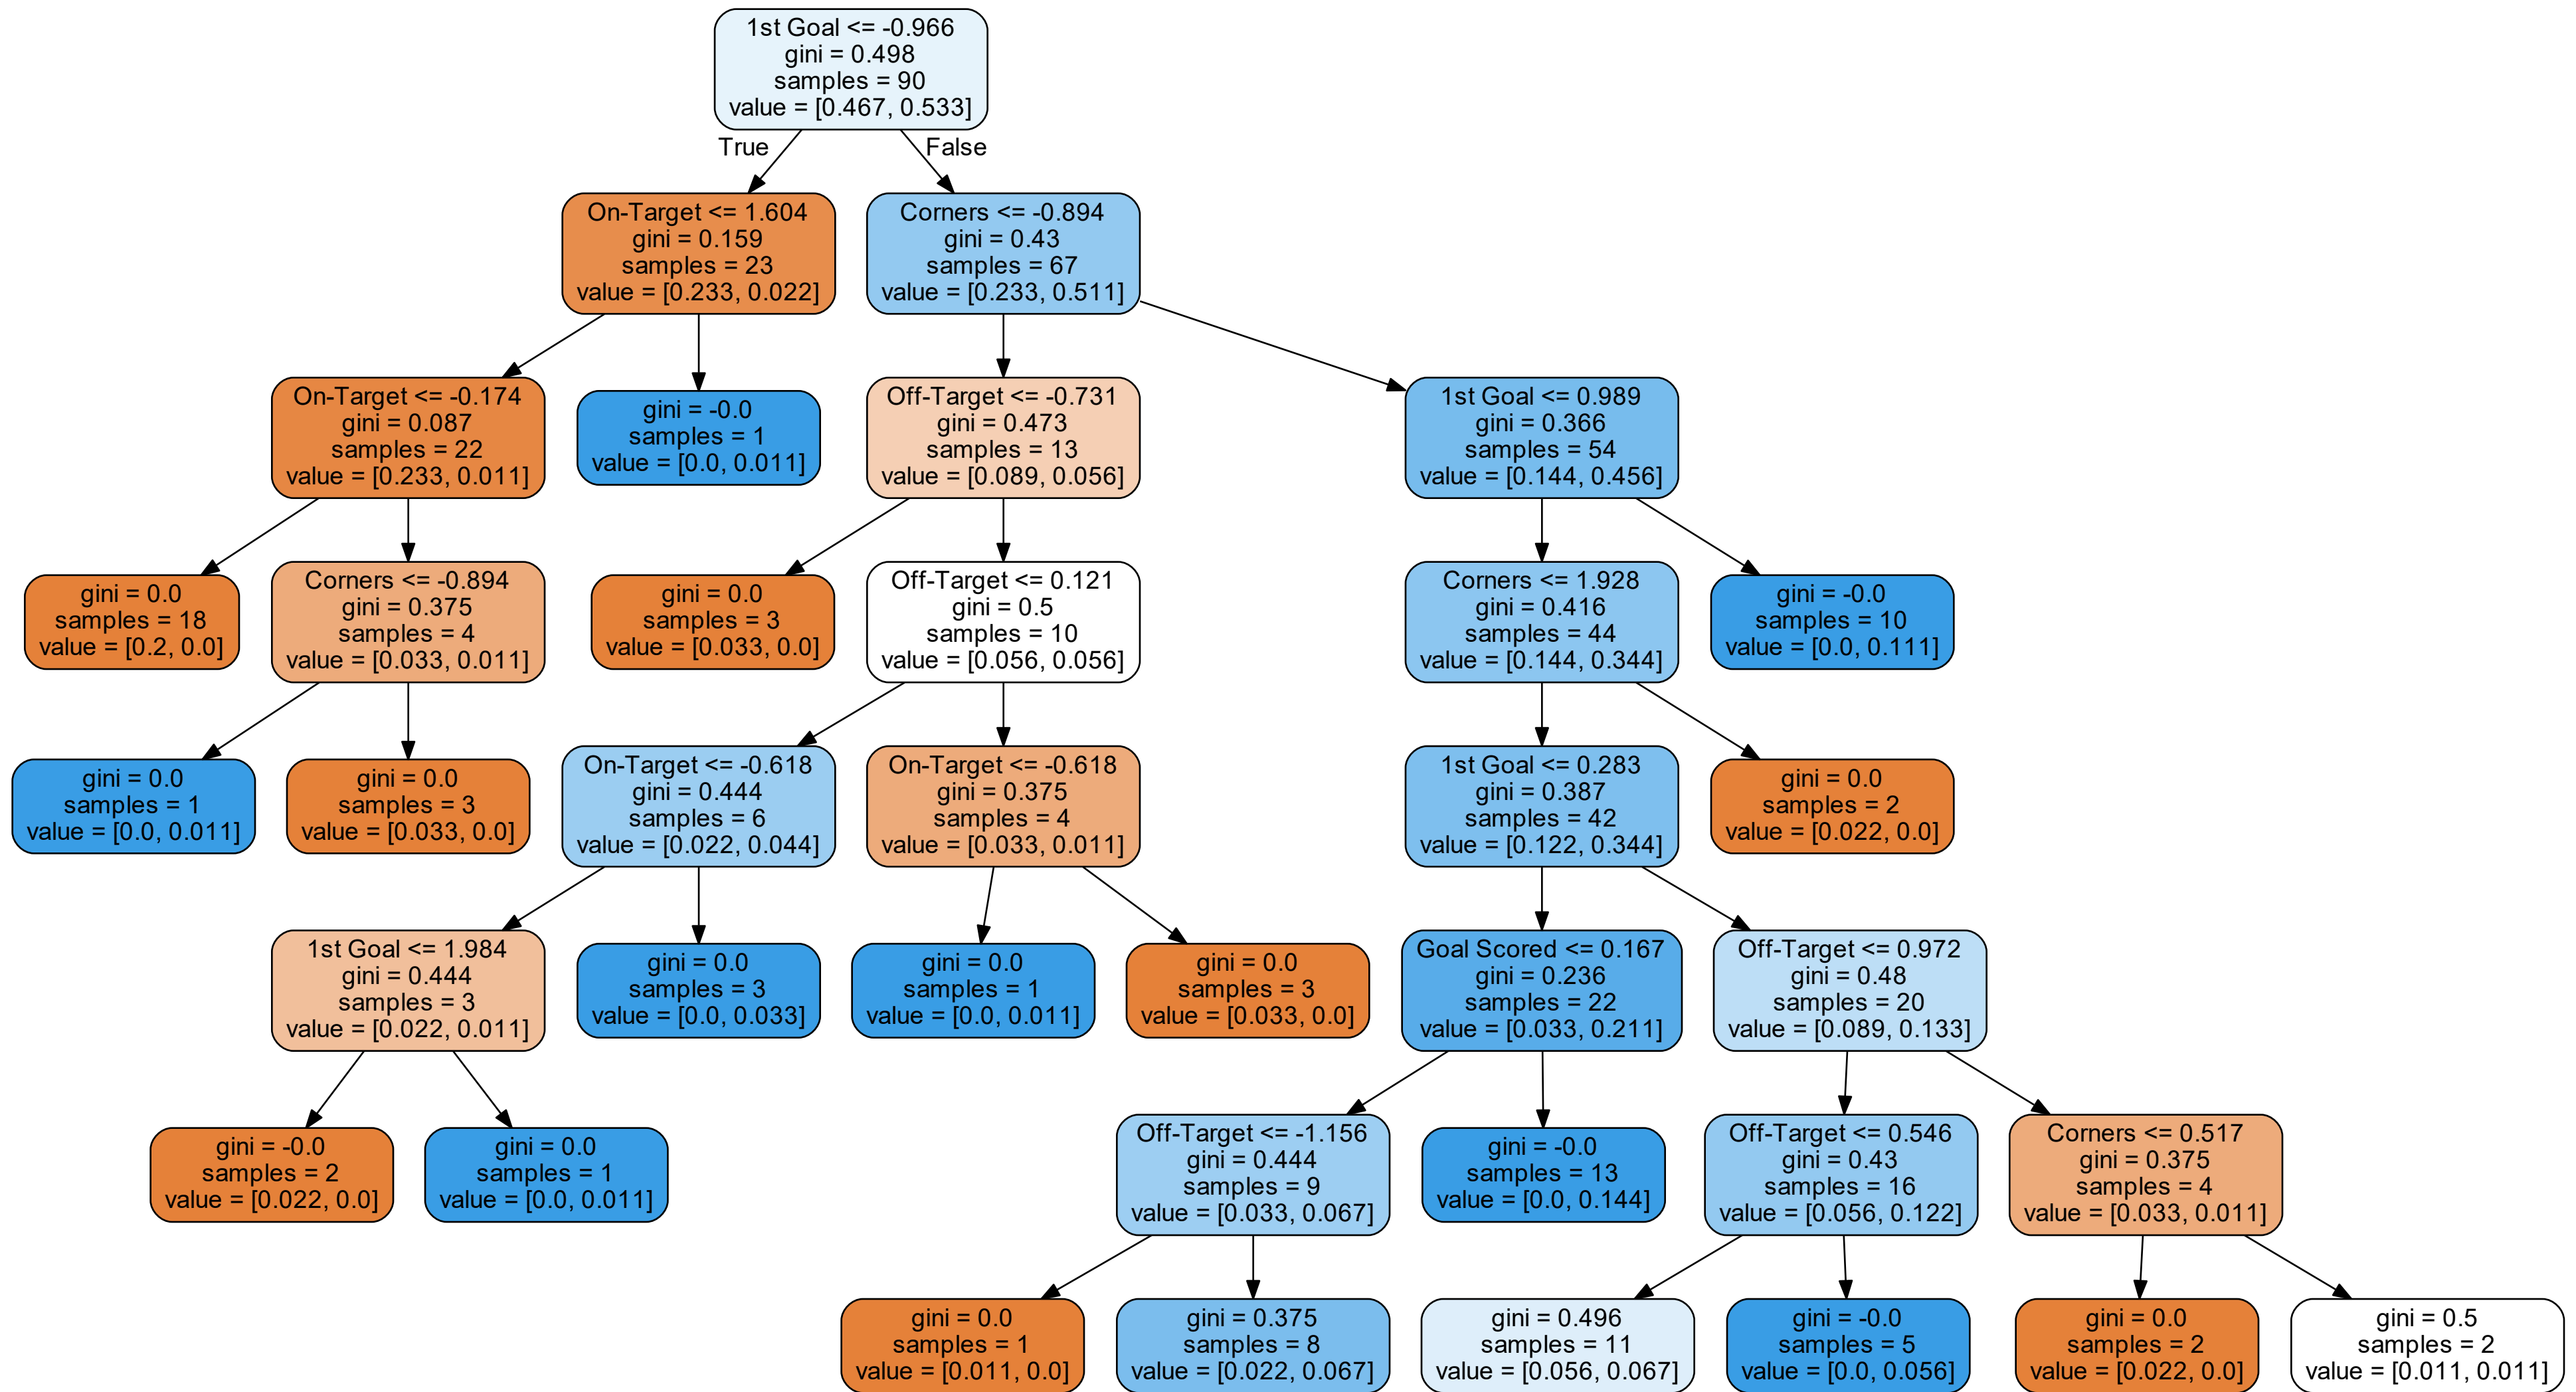 1st Goal <= -0.966
gini = 0.498
samples = 90
value = [0.467, 0.533]
True
False
On-Target <= 1.604
gini = 0.159
samples = 23
value = [0.233, 0.022]
Corners <= -0.894
gini = 0.43
samples = 67
value = [0.233, 0.511]
On-Target <= -0.174
gini = 0.087
samples = 22
value = [0.233, 0.011]
gini = -0.0
samples = 1
value = [0.0, 0.011]
Off-Target <= -0.731
gini = 0.473
samples = 13
value = [0.089, 0.056]
1st Goal <= 0.989
gini = 0.366
samples = 54
value = [0.144, 0.456]
gini = 0.0
samples = 18
value = [0.2, 0.0]
Corners <= -0.894
gini = 0.375
samples = 4
value = [0.033, 0.011]
gini = 0.0
samples = 3
value = [0.033, 0.0]
Off-Target <= 0.121
gini = 0.5
samples = 10
value = [0.056, 0.056]
Corners <= 1.928
gini = 0.416
samples = 44
value = [0.144, 0.344]
gini = -0.0
samples = 10
value = [0.0, 0.111]
gini = 0.0
samples = 1
value = [0.0, 0.011]
gini = 0.0
samples = 3
value = [0.033, 0.0]
On-Target <= -0.618
gini = 0.444
samples = 6
value = [0.022, 0.044]
On-Target <= -0.618
gini = 0.375
samples = 4
value = [0.033, 0.011]
1st Goal <= 0.283
gini = 0.387
samples = 42
value = [0.122, 0.344]
gini = 0.0
samples = 2
value = [0.022, 0.0]
1st Goal <= 1.984
gini = 0.444
samples = 3
value = [0.022, 0.011]
gini = 0.0
samples = 3
value = [0.0, 0.033]
gini = 0.0
samples = 1
value = [0.0, 0.011]
gini = 0.0
samples = 3
value = [0.033, 0.0]
Goal Scored <= 0.167
gini = 0.236
samples = 22
value = [0.033, 0.211]
Off-Target <= 0.972
gini = 0.48
samples = 20
value = [0.089, 0.133]
gini = -0.0
samples = 2
value = [0.022, 0.0]
gini = 0.0
samples = 1
value = [0.0, 0.011]
Off-Target <= -1.156
gini = 0.444
samples = 9
value = [0.033, 0.067]
gini = -0.0
samples = 13
value = [0.0, 0.144]
Off-Target <= 0.546
gini = 0.43
samples = 16
value = [0.056, 0.122]
Corners <= 0.517
gini = 0.375
samples = 4
value = [0.033, 0.011]
gini = 0.0
samples = 1
value = [0.011, 0.0]
gini = 0.375
samples = 8
value = [0.022, 0.067]
gini = 0.496
samples = 11
value = [0.056, 0.067]
gini = -0.0
samples = 5
value = [0.0, 0.056]
gini = 0.0
samples = 2
value = [0.022, 0.0]
gini = 0.5
samples = 2
value = [0.011, 0.011]